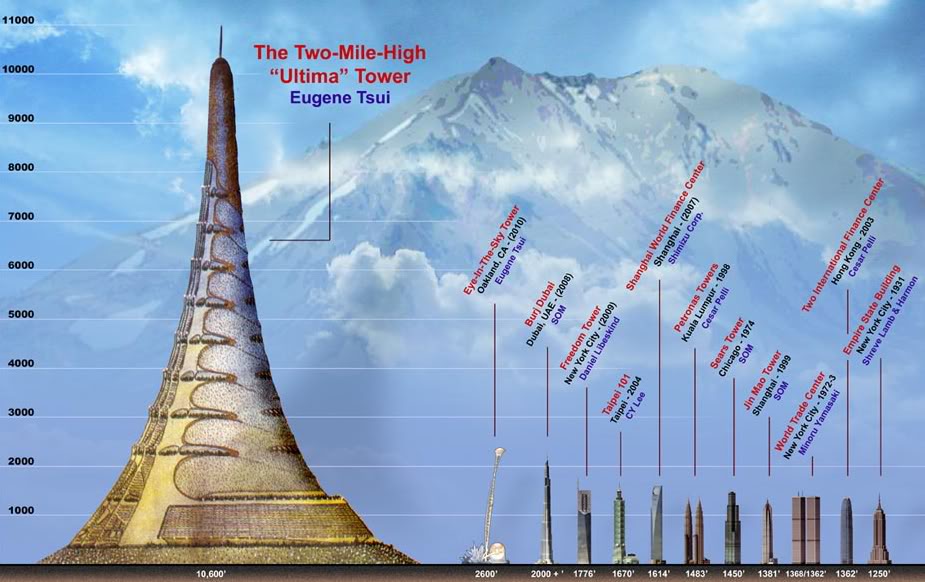 11000
10000
9000
8000
7000
6000
5000
4000
3000
2000
1000
The Two-Mile-High
“Ultima” Tower
Eugene Tsui
Eye-In-The-Sky Tower
Oakland, CA - (2010)
Eugene Tsui
Burj Dubai
Dubai, UAE - (2008)
SOM
Freedom Tower
New York City - (2009)
Daniel Libeskind
Taipei 101
Taipei - 2004
CY Lee
Shanghai World Finance Center
Shanghai - (2007)
Shimizu Corp.
Petronas Towers
Kuala Lumpur - 1998
Cesar Pelli
Sears Tower
Chicago - 1974
SOM
Jin Mao Tower
Shanghai - 1999
SOM
World Trade Center
New York City - 1972-3
Minoru Yamasaki
Two International Finance Center
Hong Kong - 2003
Cesar Pelli
Empire State Building
New York City - 1931
Shreve Lamb & Harmon
10,600'
2600'
2000 + '
1776'
1670'
1614'
1483'
1450'
1381'
1368/1362'
1362'
1250'